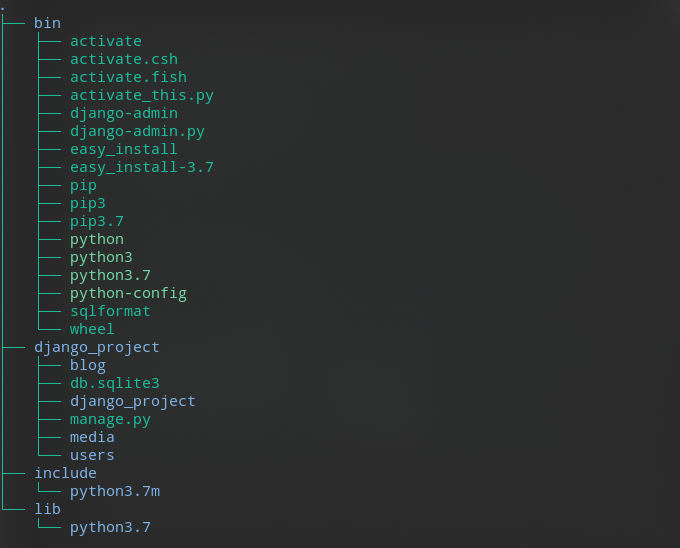 .
├── bin
│   ├── activate
│   ├── activate.csh
│   ├── activate.fish
│   ├── activate_this.py
│   ├── django-admin
│   ├── django-admin.py
│   ├── easy_install
│   ├── easy_install-3.7
│   ├── pip
│   ├── pip3
│   ├── pip3.7
│   ├── python
│   ├── python3
│   ├── python3.7
│   ├── python-config
│   ├── sqlformat
│   └── wheel
├── django_project
│   ├── blog
│   ├── db.sqlite3
│   ├── django_project
│   ├── manage.py
│   ├── media
│   └── users
├── include
│   └── python3.7m
└── lib
    └── python3.7